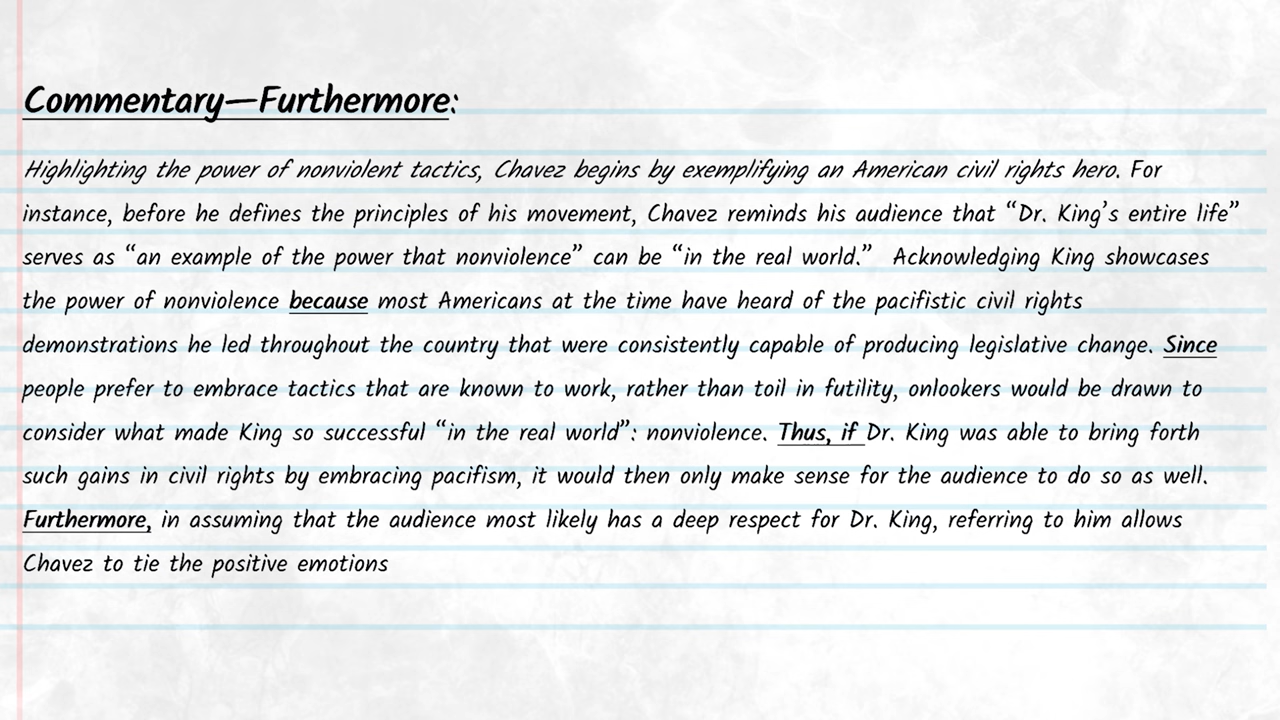 Commentary—Furthermore:
Highlighting the power of nonviolent tactics, Chavez begins by exemplifying an American civil rights hero. For
instance, before he defines the principles of his movement, Chavez reminds his audience that “Dr. King’s entire life”
serves as “an example of the power that nonviolence” can be “in the real world.”  Acknowledging King showcases
the power of nonviolence because most Americans at the time have heard of the pacifistic civil rights
demonstrations he led throughout the country that were consistently capable of producing legislative change. Since
people prefer to embrace tactics that are known to work, rather than toil in futility, onlookers would be drawn to
consider what made King so successful “in the real world”: nonviolence. Thus, if Dr. King was able to bring forth
such gains in civil rights by embracing pacifism, it would then only make sense for the audience to do so as well.
Furthermore, in assuming that the audience most likely has a deep respect for Dr. King, referring to him allows
Chavez to tie the positive emotions